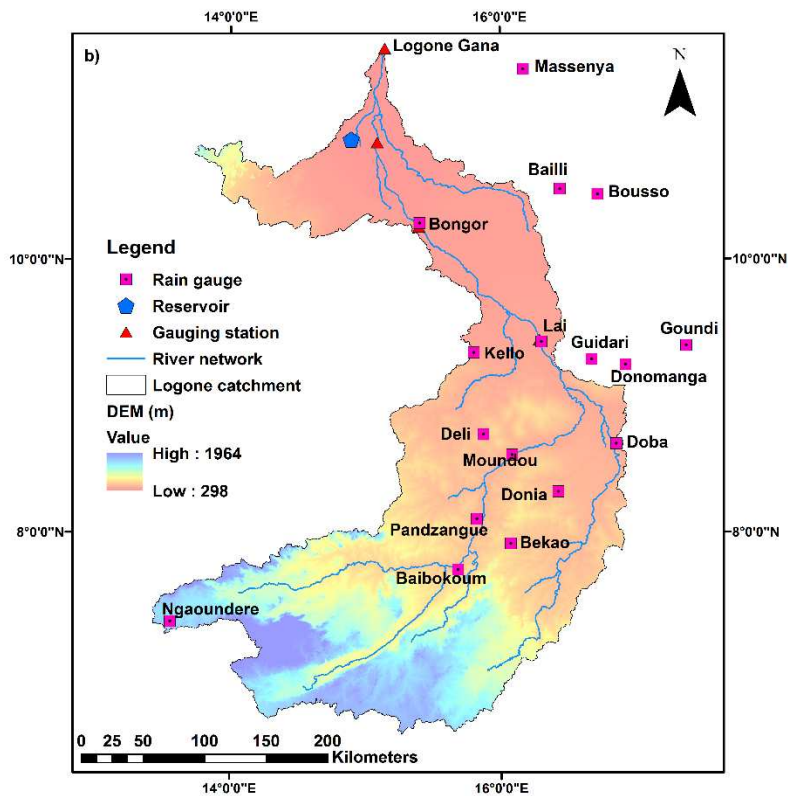 14°0'0"E
16°0'0"E
b)
Logone Gana
N
Massenya
Bailli
Bousso
Bongor
10°0'0"N
10°0'0"N
Legend
Rain gauge
Reservoir
Gauging station
River network
Logone catchment
DEM (m)
Value
High : 1964
Low : 298
Lai
Goundi
Guidari
Kello
Donomanga
Deli
Doba
Moundou
Donia
Pandzangue
8°0'0"N
8°0'0"N
Bekao
Baibokoum
Ngaoundere
0 25 50 100 150 200
Kilometers
14°0'0"E
16°0'0"E